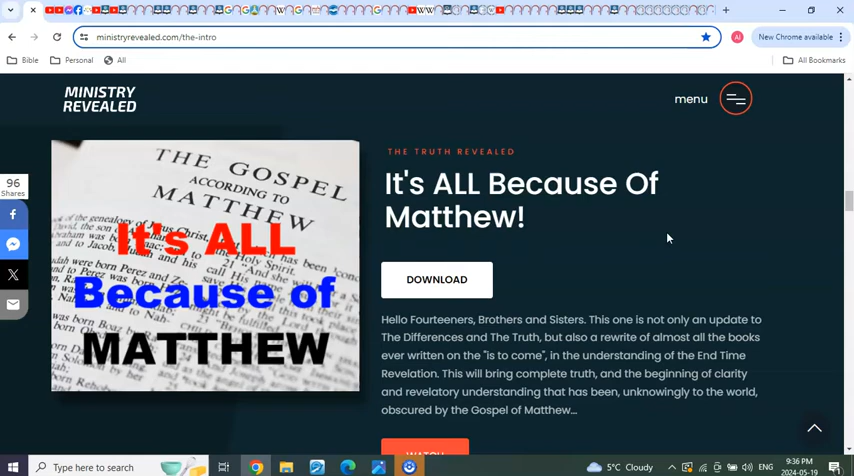 New Chrome available
ministryrevealed.com/the-intro
AI
Bible
Personal
All
All Bookmarks
MINISTRY
REVEALED
menu
96
Shares
THE GOSPEL
ACCORDING TO
MATTHEW
It's ALL
Because of
MATTHEW
THE TRUTH REVEALED
It's ALL Because Of
Matthew!
DOWNLOAD
Hello Fourteeners, Brothers and Sisters. This one is not only an update to
The Differences and The Truth, but also a rewrite of almost all the books
ever written on the "is to come", in the understanding of the End Time
Revelation. This will bring complete truth, and the beginning of clarity
and revelatory understanding that has been, unknowingly to the world,
obscured by the Gospel of Matthew...
WATCH
Type here to search
5°C Cloudy
ENG
9:36 PM
2024-05-19